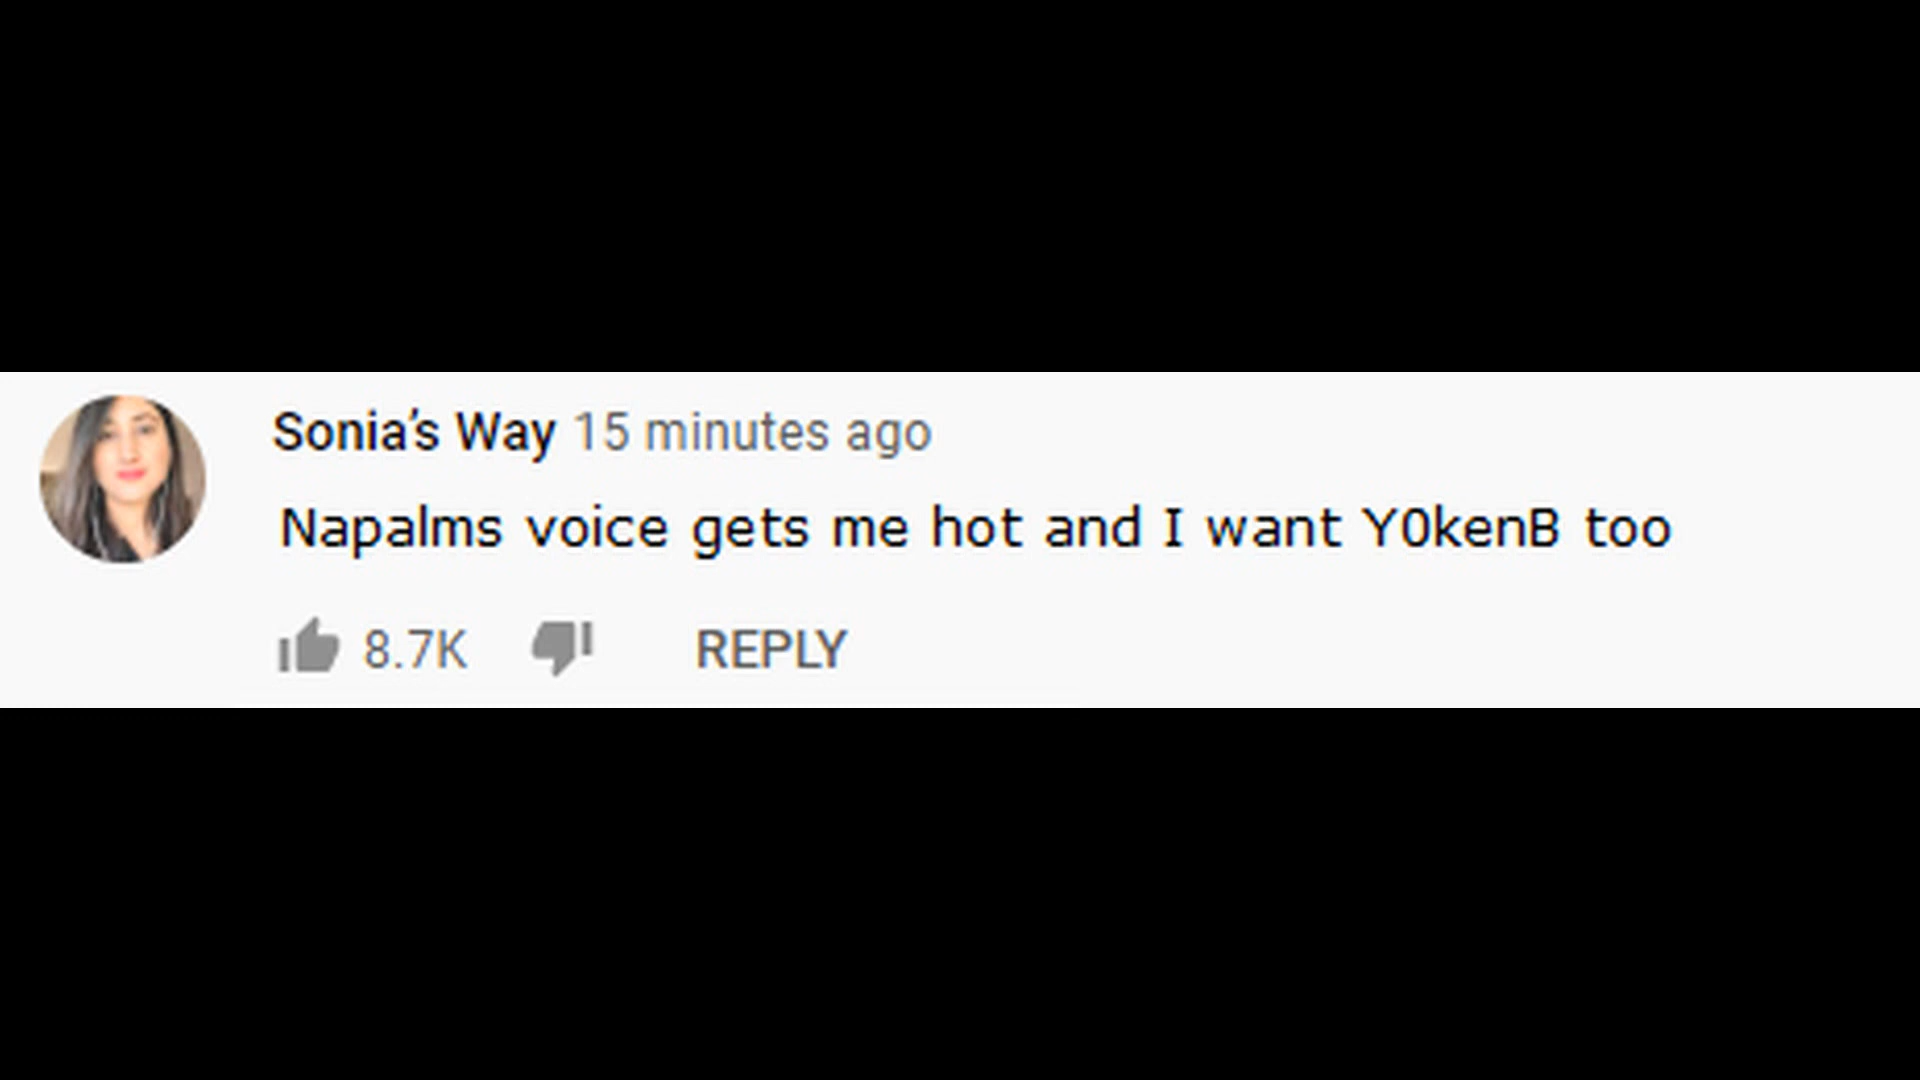 Sonia’s Way 15 minutes ago
Napalms voice gets me hot and I want Y0kenB too
8.7K REPLY